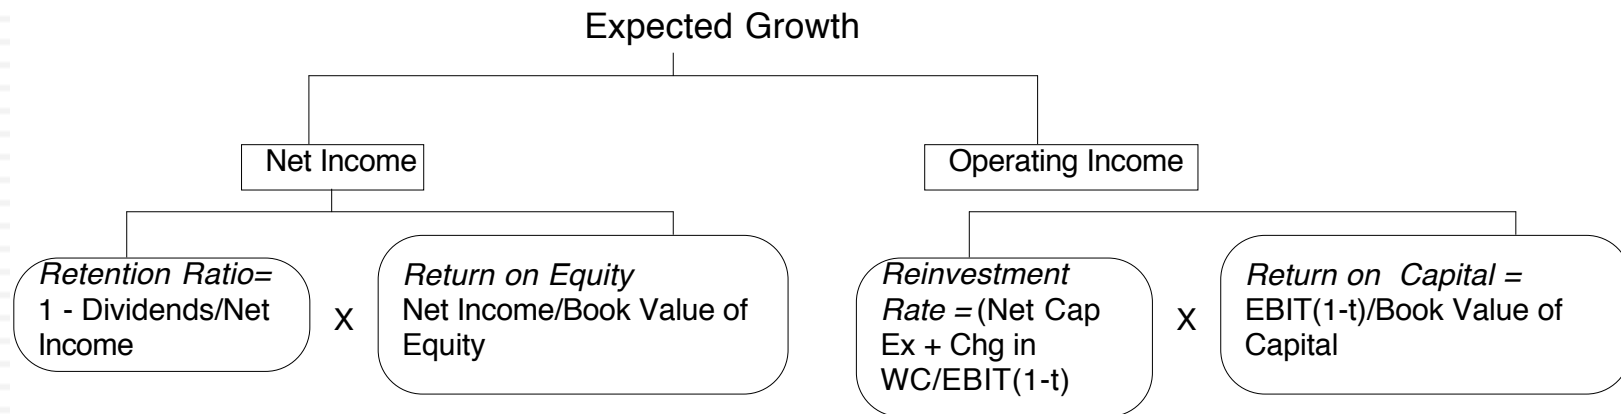 Expected Growth
Net Income
Operating Income
Retention Ratio=
1 - Dividends/Net
Income
X
Return on Equity
Net Income/Book Value of
Equity
Reinvestment
Rate = (Net Cap
Ex + Chg in
WC/EBIT(1-t)
X
Return on Capital =
EBIT(1-t)/Book Value of
Capital